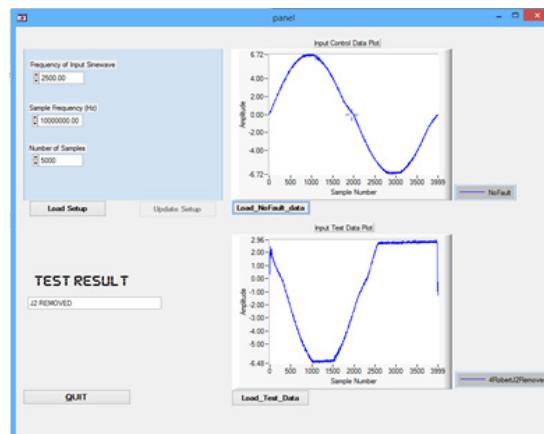 panel
Frequency of Input Sinewave
2500.00
Sample Frequency (Hz)
10000000.00
Number of Samples
5000
Load Setup
Update Setup
TEST RESULT
J2 REMOVED
QUIT
Input Control Data Plot
Amplitude
6.72
4.00
2.00
0.00
-2.00
-4.00
-6.72
0 500 1000 1500 2000 2500 3000 3500 3999
Sample Number
NoFault
Load_NoFault_data
Input Test Data Plot
Amplitude
2.96
2.00
1.00
0.00
-1.00
-2.00
-3.00
-4.00
-5.00
-6.48
0 500 1000 1500 2000 2500 3000 3500 3999
Sample Number
4RobertJ2Remove
Load_Test_Data